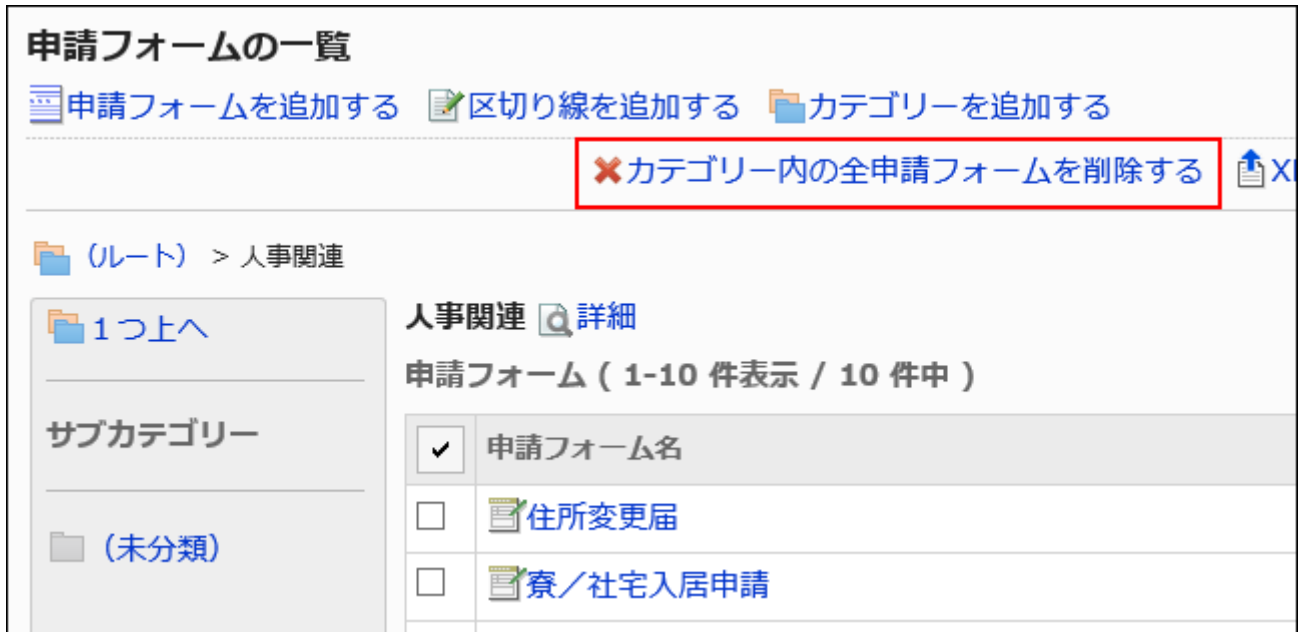 申請フォームの一覧
申請フォームを追加する 区切り線を追加する カテゴリーを追加する
カテゴリー内の全申請フォームを削除する
(ルート) > 人事関連
1つ上へ
サブカテゴリー
(未分類)
人事関連 詳細
申請フォーム ( 1-10 件表示 / 10 件中 )
申請フォーム名
住所変更届
寮／社宅入居申請